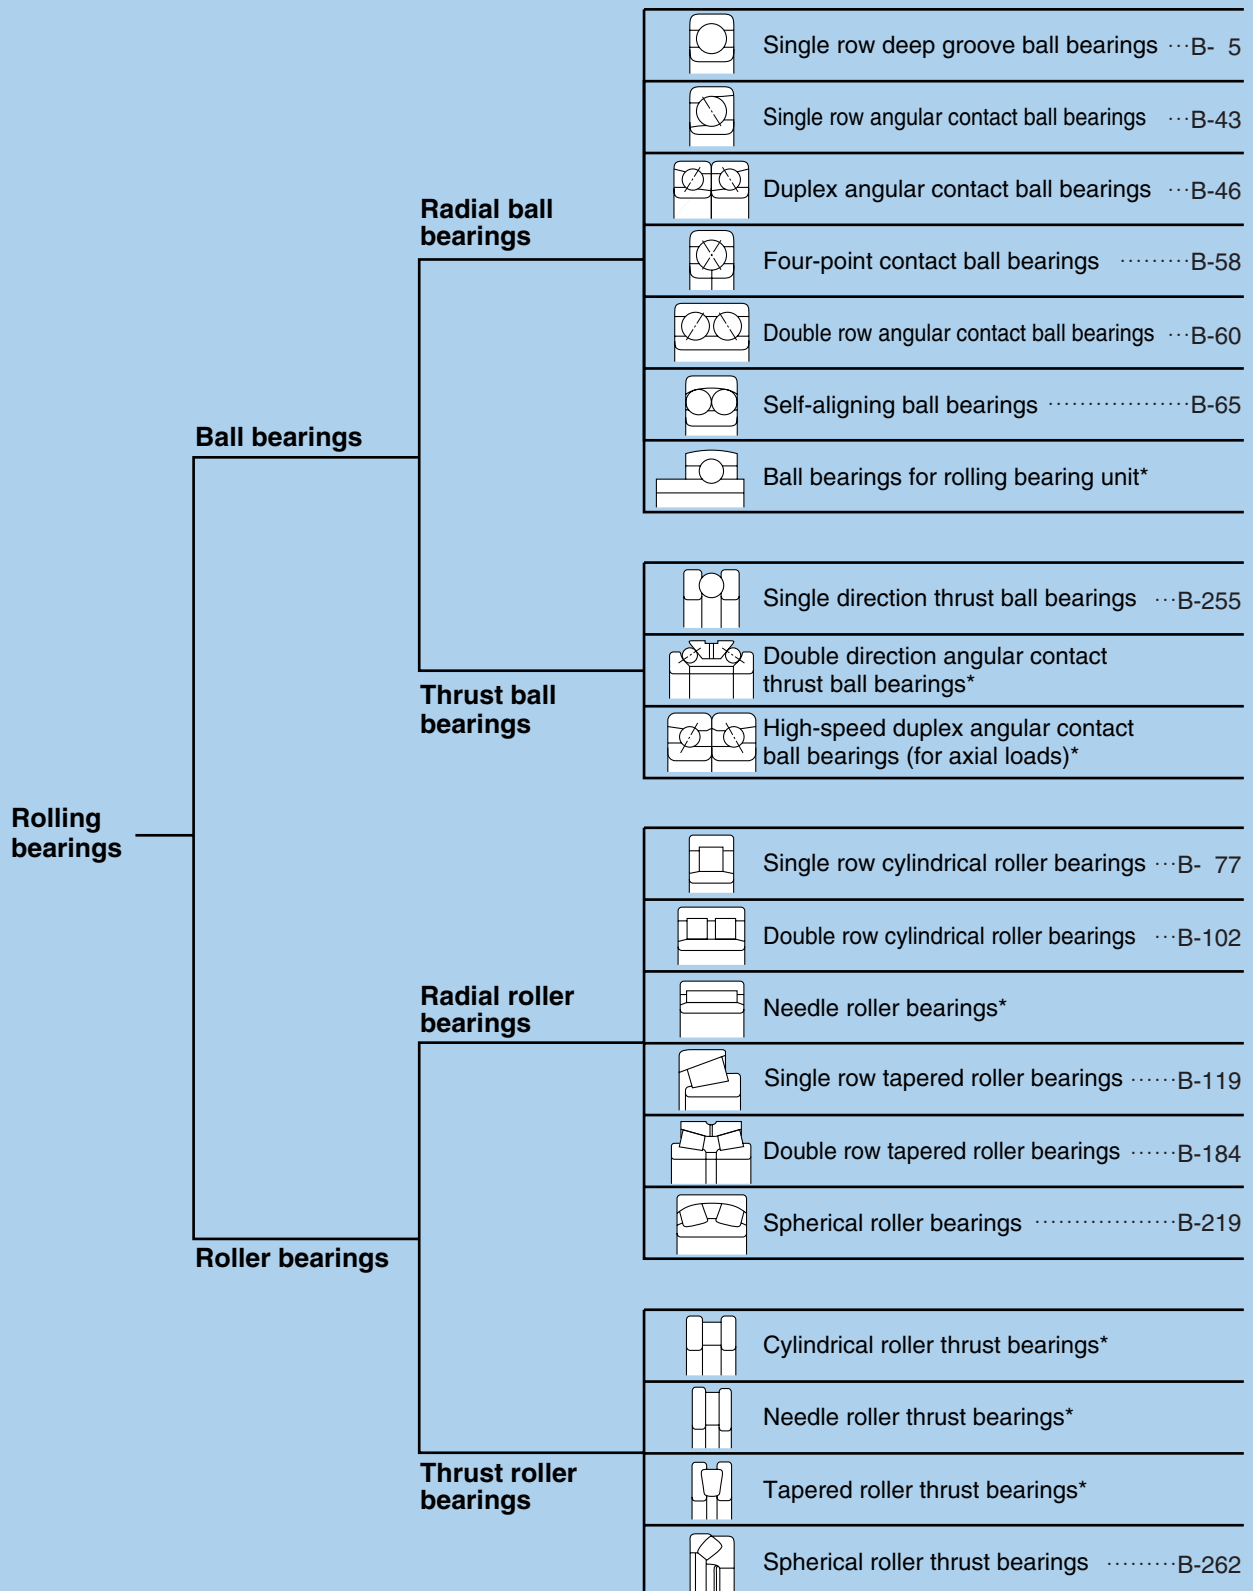 Single row deep groove ball bearings ···B- 5
Single row angular contact ball bearings ···B-43
Duplex angular contact ball bearings ···B-46
Radial ball
bearings
Four-point contact ball bearings ·········B-58
Double row angular contact ball bearings ···B-60
Self-aligning ball bearings ··················B-65
Ball bearings
Ball bearings for rolling bearing unit*
Single direction thrust ball bearings ···B-255
Double direction angular contact
thrust ball bearings*
Thrust ball
bearings
High-speed duplex angular contact
ball bearings (for axial loads)*
Rolling
bearings
Single row cylindrical roller bearings ···B- 77
Double row cylindrical roller bearings ···B-102
Radial roller
bearings
Needle roller bearings*
Single row tapered roller bearings ······B-119
Double row tapered roller bearings ······B-184
Spherical roller bearings ··················B-219
Roller bearings
Cylindrical roller thrust bearings*
Needle roller thrust bearings*
Thrust roller
bearings
Tapered roller thrust bearings*
Spherical roller thrust bearings ·········B-262